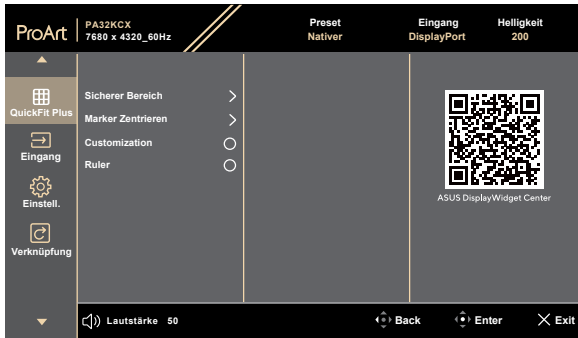 ProArt
PA32KCX
7680 x 4320_60Hz
Preset
Nativer
Eingang
DisplayPort
Helligkeit
200
QuickFit Plus
Eingang
Einstell.
Verknüpfung
Sicherer Bereich
Marker Zentrieren
Customization
Ruler
ASUS DisplayWidget Center
Lautstärke 50
Back
Enter
Exit